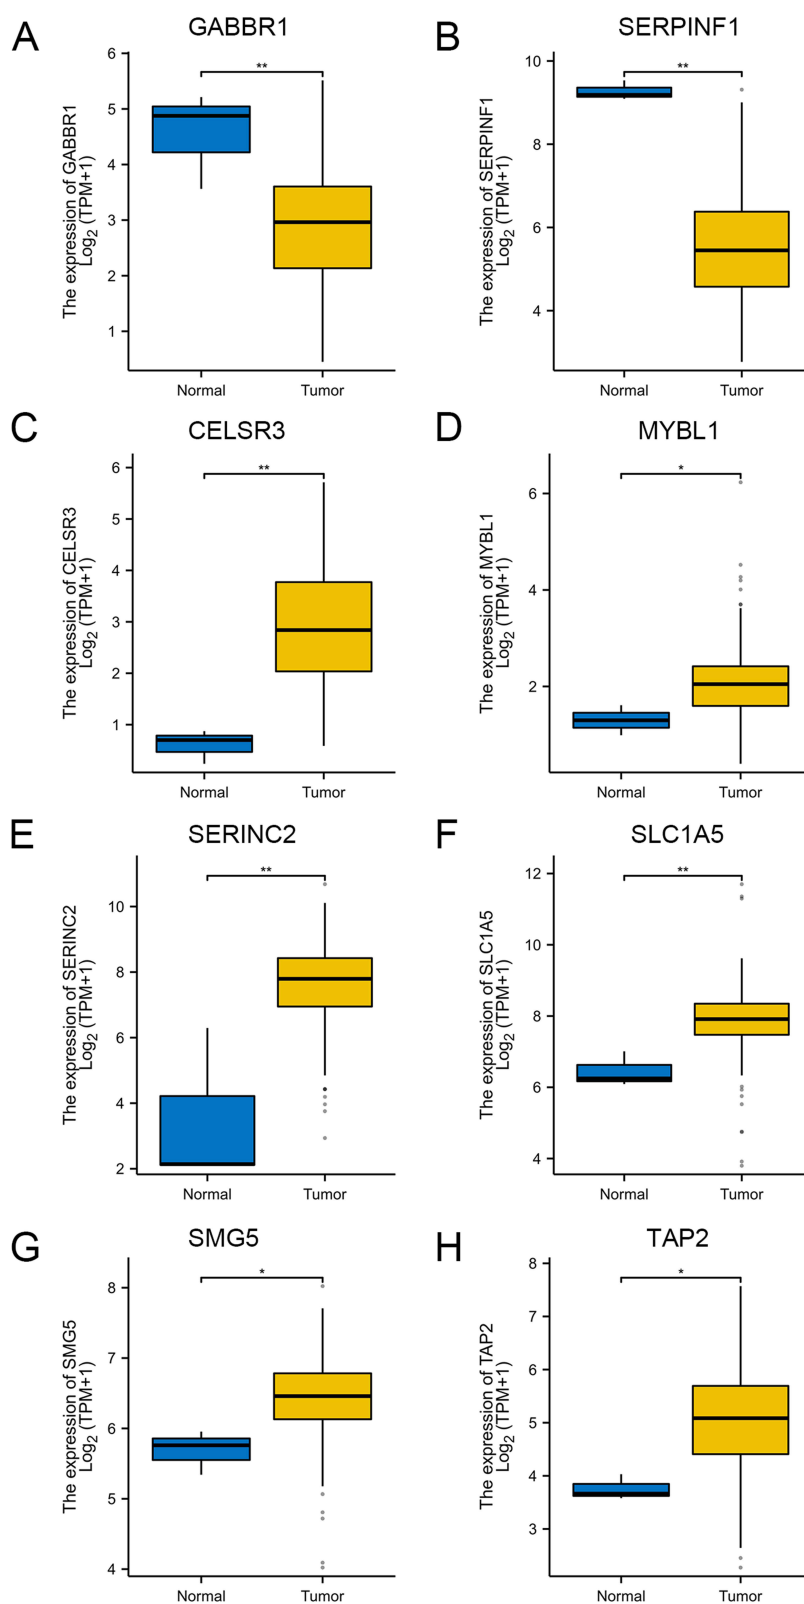 A
GABBR1
The expression of GABBR1
Log2 (TPM+1)
6
5
4
3
2
1
**
Normal
Tumor
B
SERPINF1
The expression of SERPINF1
Log2 (TPM+1)
10
8
6
4
**
Normal
Tumor
C
CELSR3
The expression of CELSR3
Log2 (TPM+1)
6
5
4
3
2
1
**
Normal
Tumor
D
MYBL1
The expression of MYBL1
Log2 (TPM+1)
6
4
2
*
Normal
Tumor
E
SERINC2
The expression of SERINC2
Log2 (TPM+1)
10
8
6
4
2
**
Normal
Tumor
F
SLC1A5
The expression of SLC1A5
Log2 (TPM+1)
12
10
8
6
4
**
Normal
Tumor
G
SMG5
The expression of SMG5
Log2 (TPM+1)
8
7
6
5
4
*
Normal
Tumor
H
TAP2
The expression of TAP2
Log2 (TPM+1)
8
7
6
5
4
3
*
Normal
Tumor